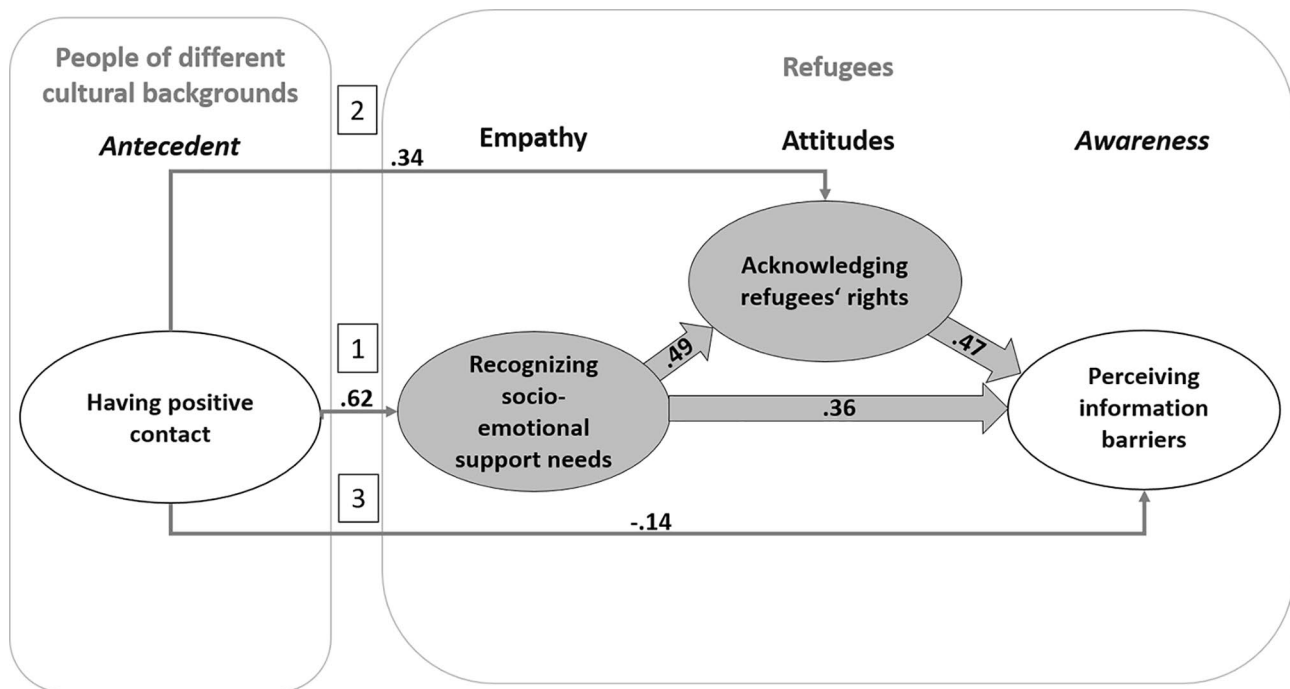 People of different
cultural backgrounds
Antecedent
2
Refugees
Empathy
Attitudes
Awareness
.34
Acknowledging
refugees‘ rights
1
.62
Having positive
contact
Recognizing
socio-
emotional
support needs
.49
.47
.36
Perceiving
information
barriers
3
-.14